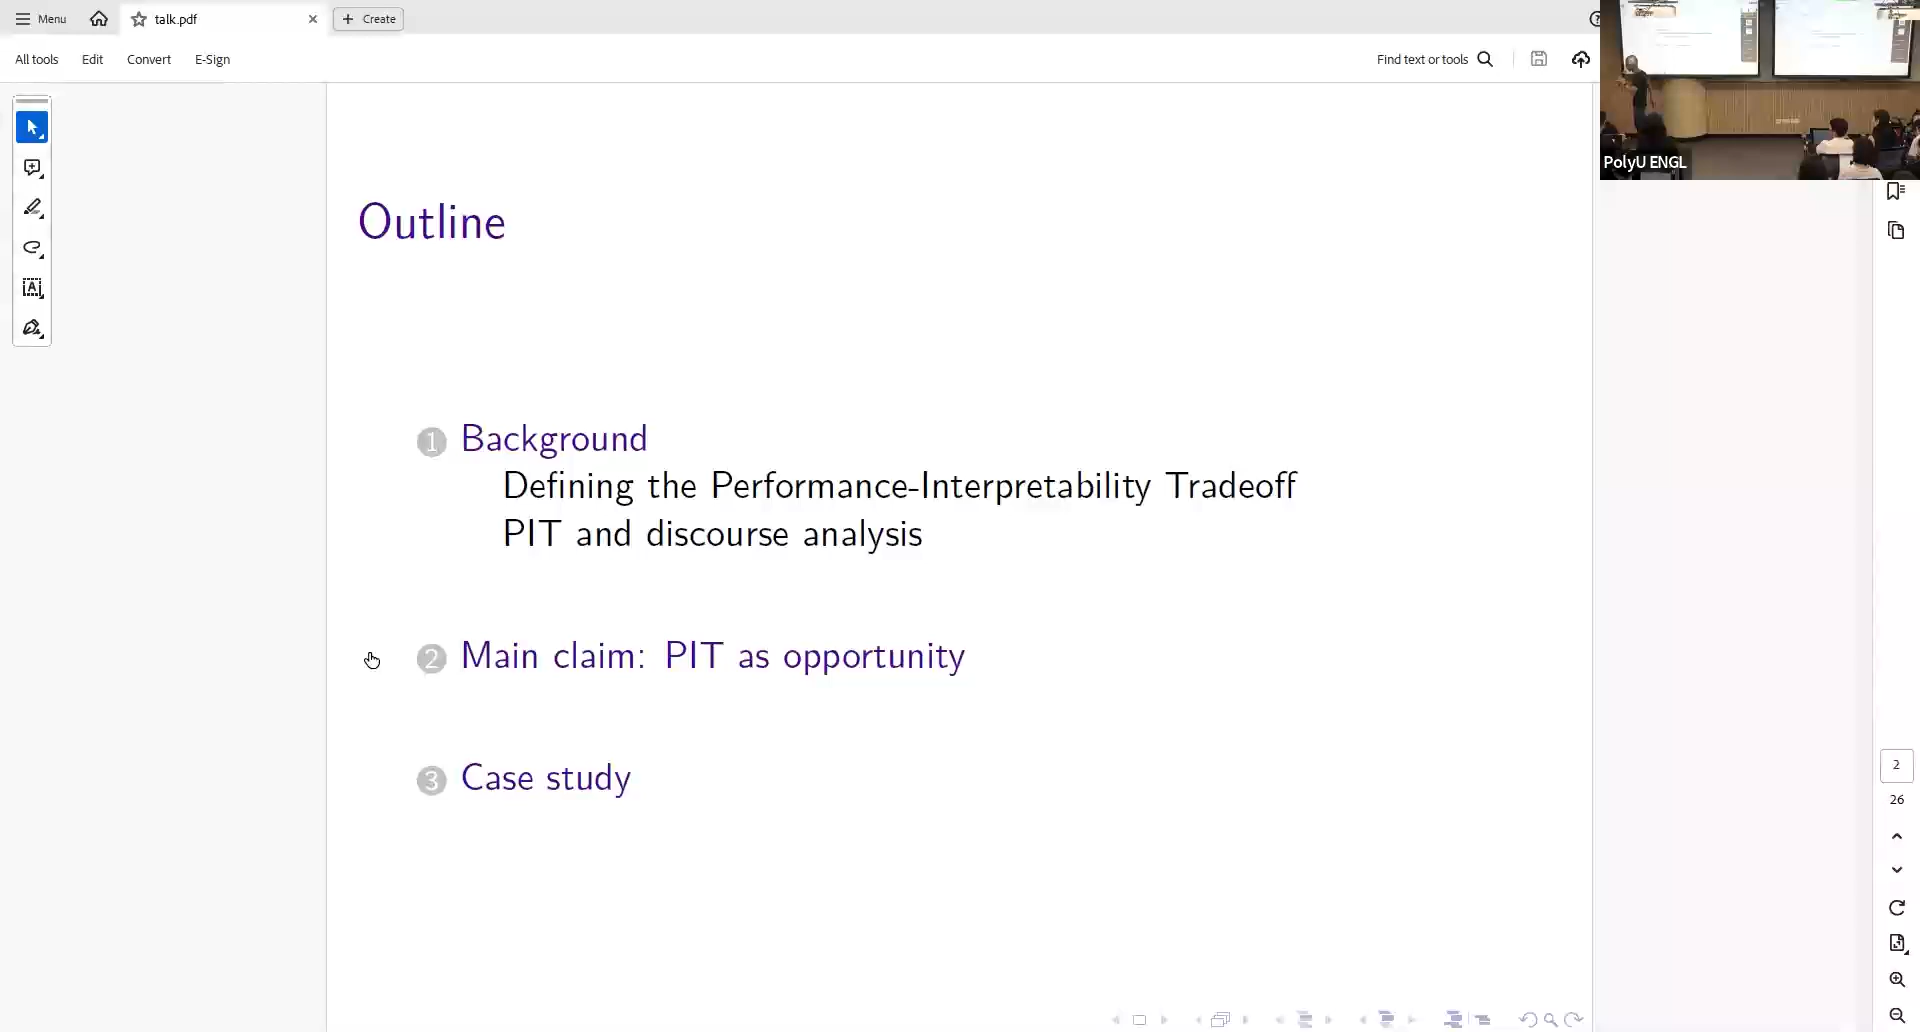 Menu
talk.pdf
Create
All tools
Edit
Convert
E-Sign
Find text or tools
PolyU ENGL
Outline
1 Background
Defining the Performance-Interpretability Tradeoff
PIT and discourse analysis
2 Main claim: PIT as opportunity
3 Case study
2
26